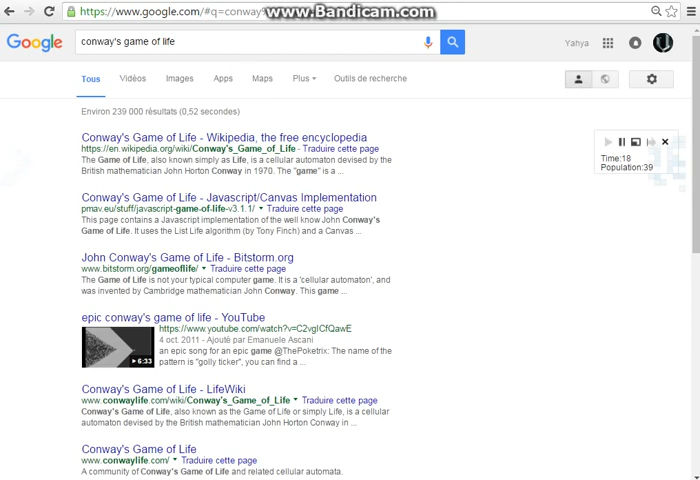 www.Bandicam.com
https://www.google.com/#q=conway
Google
conway's game of life
Yahya
Tous Vidéos Images Apps Maps Plus Outils de recherche
Environ 239 000 résultats (0,52 secondes)
Conway's Game of Life - Wikipedia, the free encyclopedia
https://en.wikipedia.org/wiki/Conway's_Game_of_Life - Traduire cette page
The Game of Life, also known simply as Life, is a cellular automaton devised by the
British mathematician John Horton Conway in 1970. The "game" is a ...
Time:18
Population:39
Conway's Game of Life - Javascript/Canvas Implementation
pmav.eu/stuff/javascript-game-of-life-v3.1.1/ Traduire cette page
This page contains a Javascript implementation of the well know John Conway's
Game of Life. It uses the List Life algorithm (by Tony Finch) and a Canvas ...
John Conway's Game of Life - Bitstorm.org
www.bitstorm.org/gameoflife/ Traduire cette page
The Game of Life is not your typical computer game. It is a 'cellular automaton', and
was invented by Cambridge mathematician John Conway. This game ...
epic conway's game of life - YouTube
https://www.youtube.com/watch?v=C2vgICfQawE
4 oct. 2011 - Ajouté par Emanuele Ascani
an epic song for an epic game @ThePoketrix: The name of the
pattern is "golly ticker", you can find a ...
6:33
Conway's Game of Life - LifeWiki
www.conwaylife.com/wiki/Conway's_Game_of_Life Traduire cette page
Conway's Game of Life, also known as the Game of Life or simply Life, is a cellular
automaton devised by the British mathematician John Horton Conway in ...
Conway's Game of Life
www.conwaylife.com/ Traduire cette page
A community of Conway's Game of Life and related cellular automata.